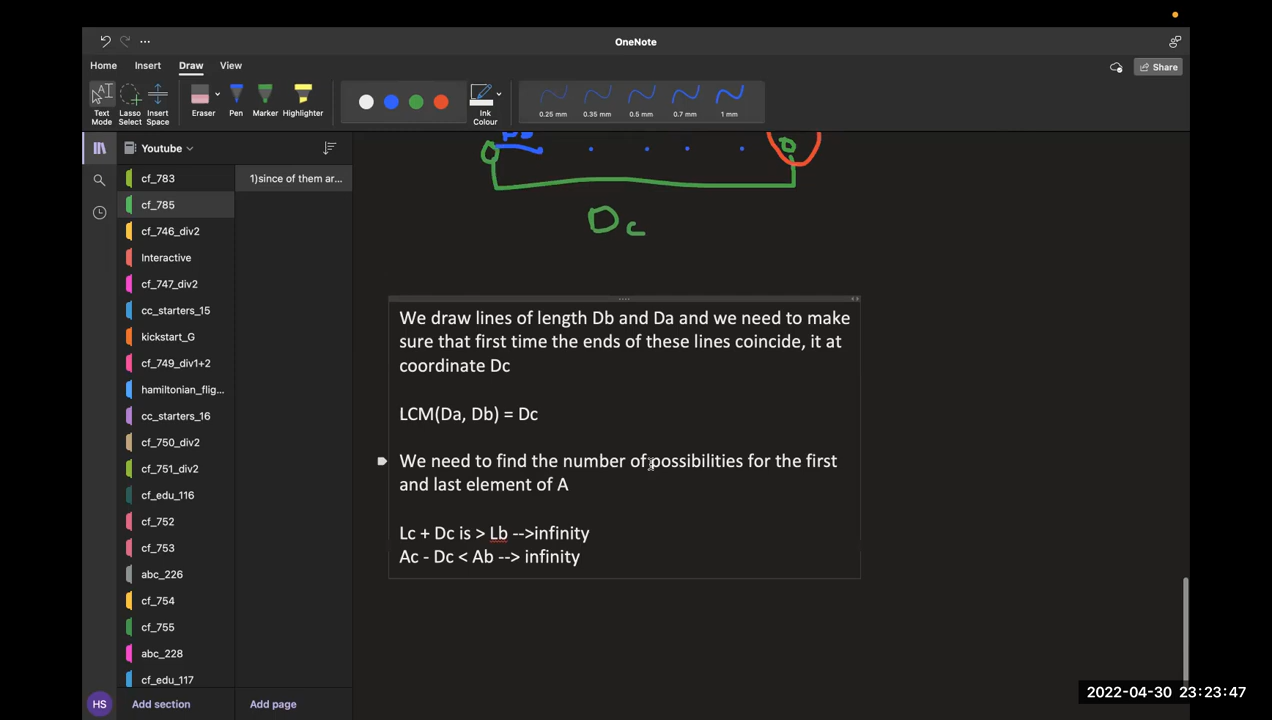 OneNote
Home Insert Draw View
Share
Text Mode
Lasso Select
Insert Space
Eraser
Pen
Marker
Highlighter
Ink Colour
0.25 mm 0.35 mm 0.5 mm 0.7 mm 1 mm
Youtube
cf_783
1)since of them ar...
cf_785
cf_746_div2
Interactive
cf_747_div2
cc_starters_15
kickstart_G
cf_749_div1+2
hamiltonian_flig...
cc_starters_16
cf_750_div2
cf_751_div2
cf_edu_116
cf_752
cf_753
abc_226
cf_754
cf_755
abc_228
cf_edu_117
HS
Add section
Add page
Dc
We draw lines of length Db and Da and we need to make
sure that first time the ends of these lines coincide, it at
coordinate Dc
LCM(Da, Db) = Dc
We need to find the number of possibilities for the first
and last element of A
Lc + Dc is > Lb -->infinity
Ac - Dc < Ab --> infinity
2022-04-30 23:23:47